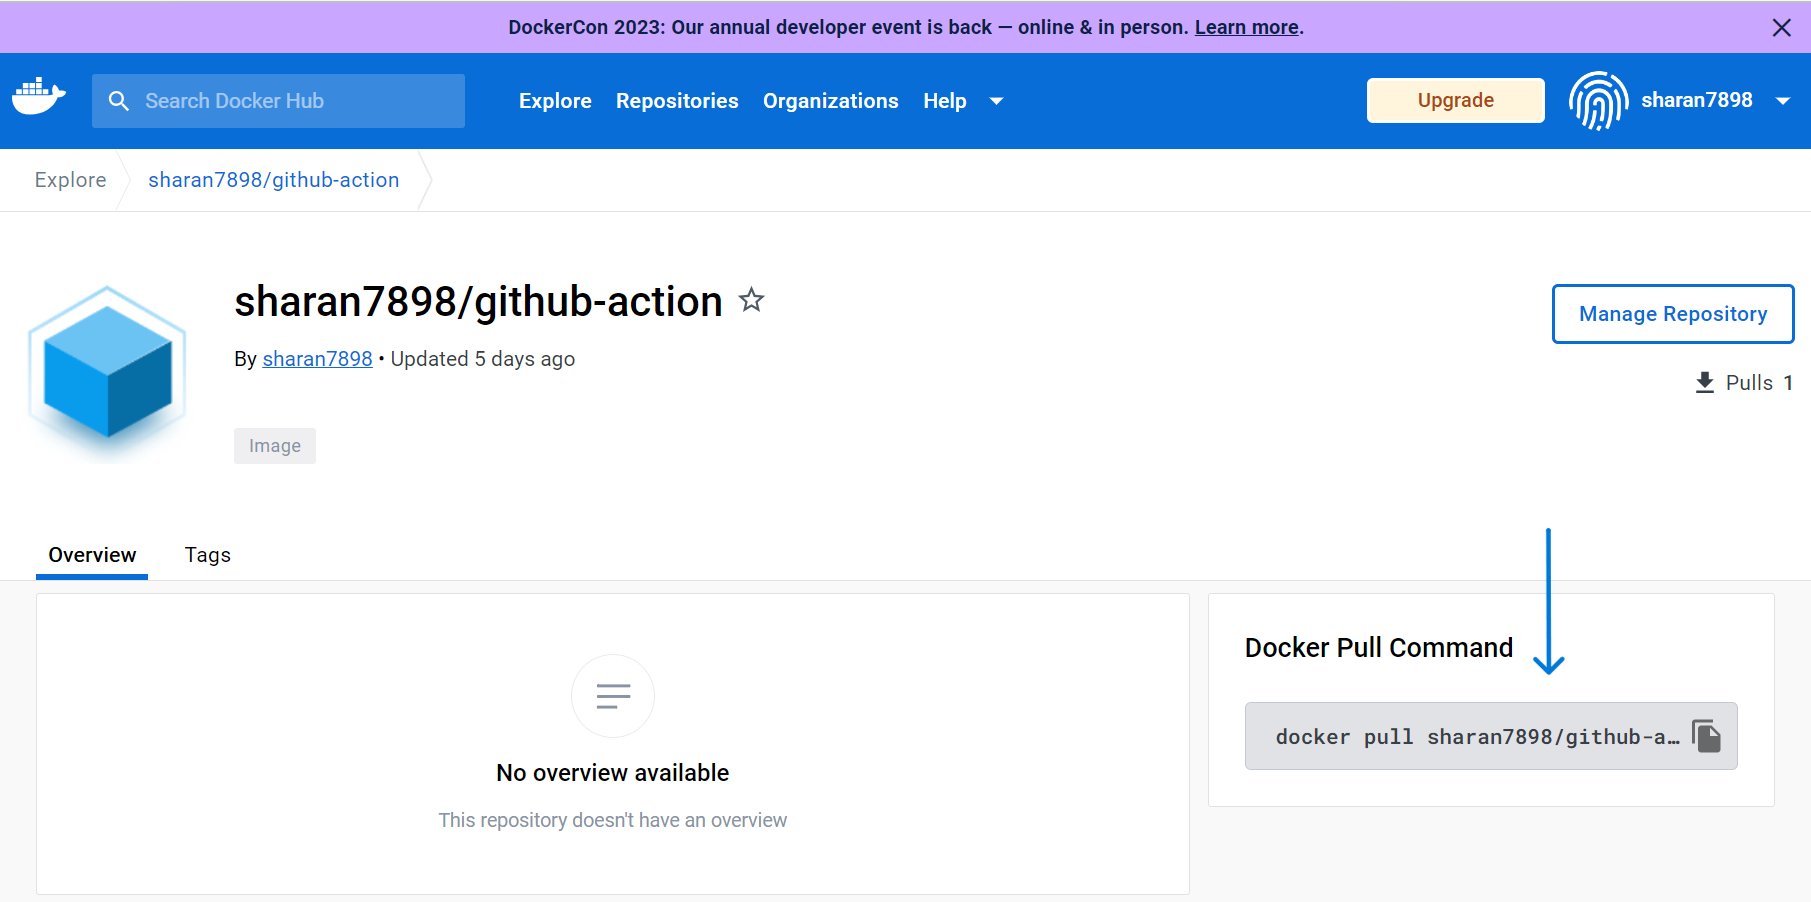 DockerCon 2023: Our annual developer event is back — online & in person. Learn more.
Search Docker Hub
Explore Repositories Organizations Help
Upgrade
sharan7898
Explore
sharan7898/github-action
sharan7898/github-action
Manage Repository
By sharan7898 • Updated 5 days ago
Pulls 1
Image
Overview
Tags
No overview available
This repository doesn't have an overview
Docker Pull Command
docker pull sharan7898/github-a…